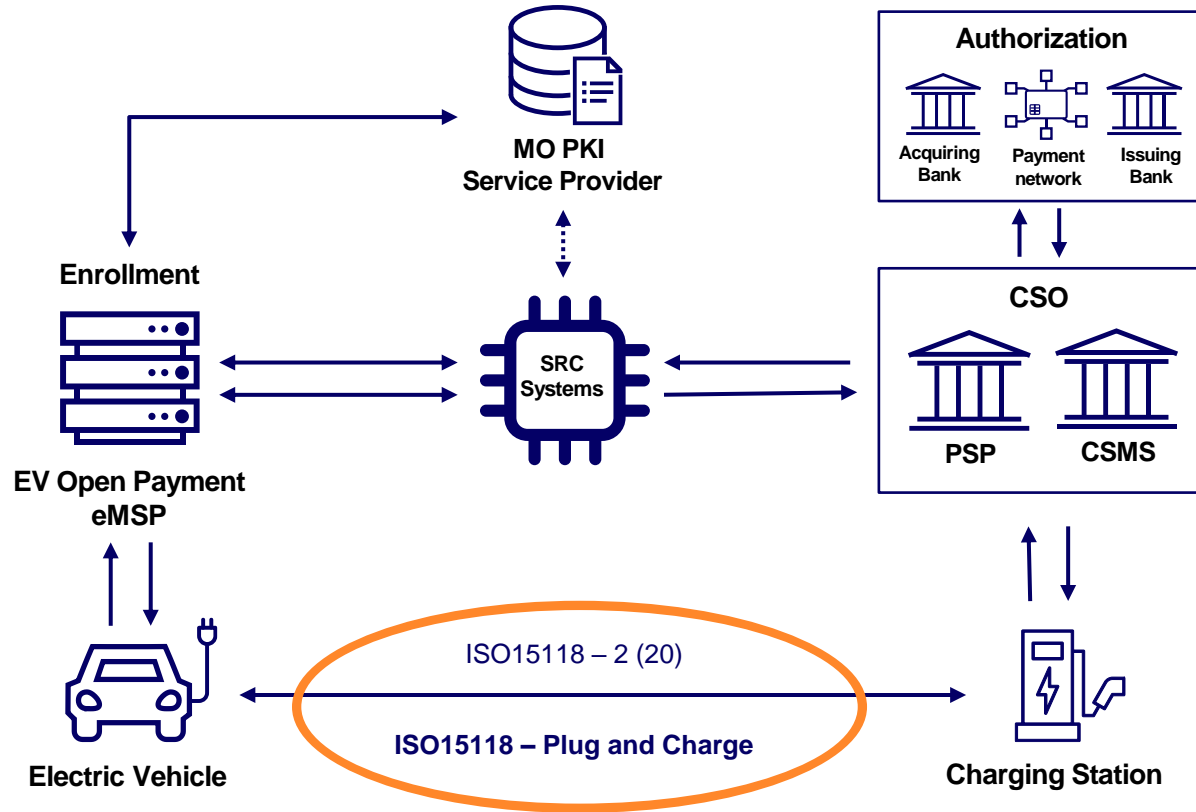 Authorization
Acquiring
Bank
Payment
network
Issuing
Bank
MO PKI
Service Provider
Enrollment
CSO
SRC
Systems
PSP
CSMS
EV Open Payment
eMSP
ISO15118 – 2 (20)
ISO15118 – Plug and Charge
Electric Vehicle
Charging Station